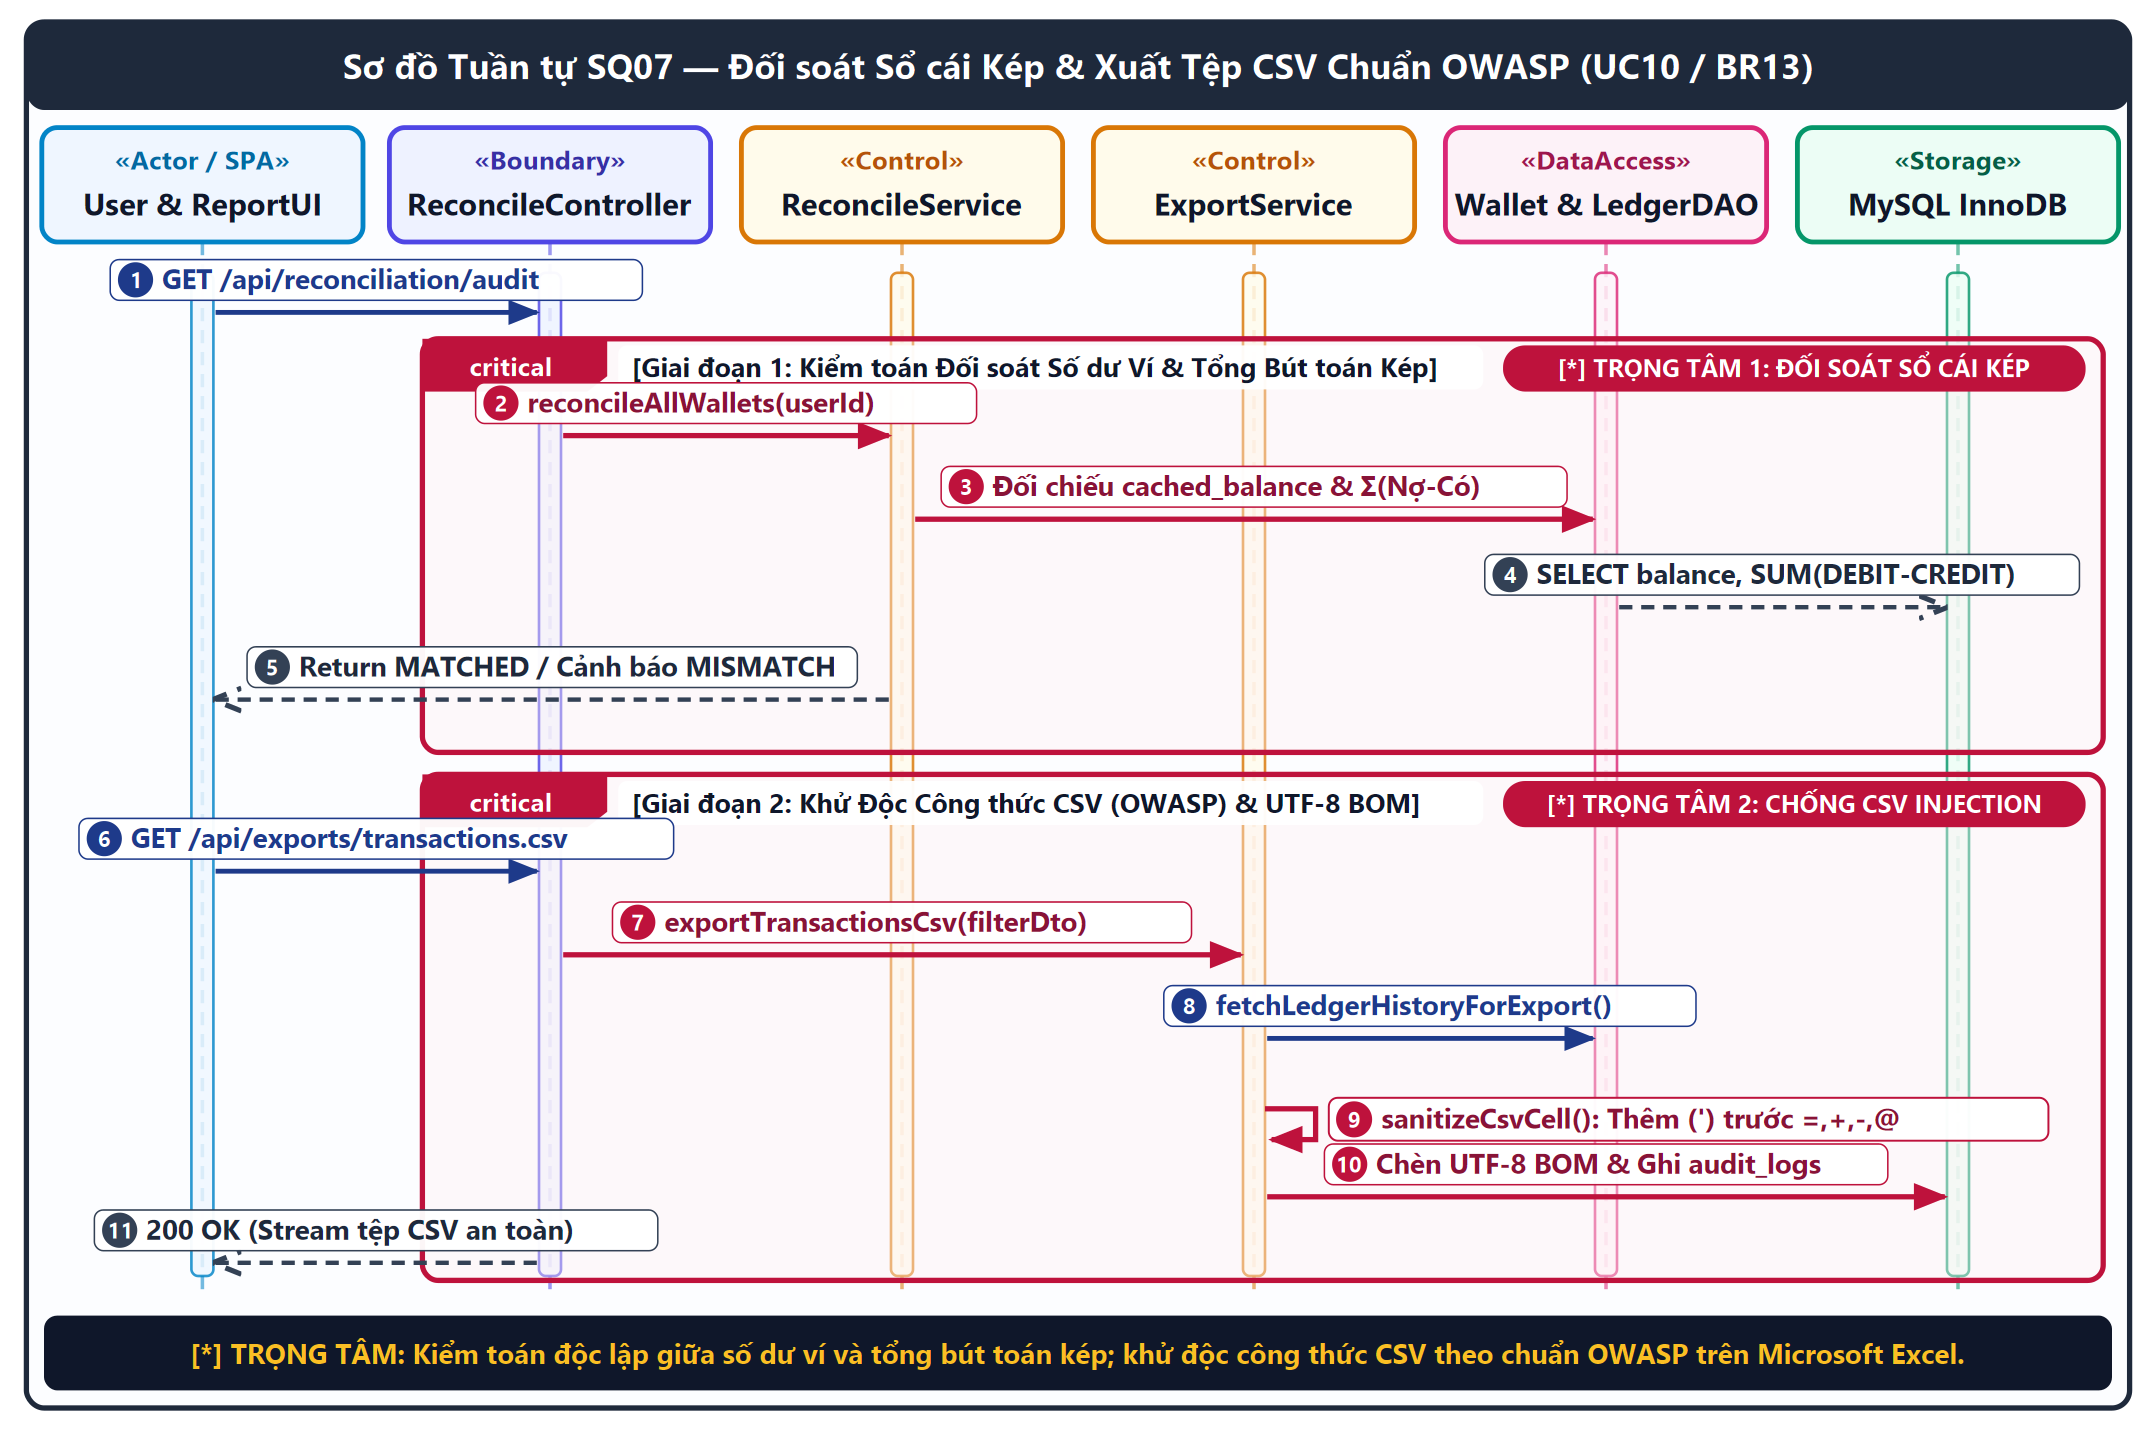 Sơ đồ Tuần tự SQ07 — Đối soát Sổ cái Kép & Xuất Tệp CSV Chuẩn OWASP (UC10 / BR13)
«Actor / SPA»
User & ReportUI
«Boundary»
ReconcileController
«Control»
ReconcileService
«Control»
ExportService
«DataAccess»
Wallet & LedgerDAO
«Storage»
MySQL InnoDB
1 GET /api/reconciliation/audit
critical
[Giai đoạn 1: Kiểm toán Đối soát Số dư Ví & Tổng Bút toán Kép]
[*] TRỌNG TÂM 1: ĐỐI SOÁT SỔ CÁI KÉP
2 reconcileAllWallets(userId)
3 Đối chiếu cached_balance & Σ(Nợ-Có)
4 SELECT balance, SUM(DEBIT-CREDIT)
5 Return MATCHED / Cảnh báo MISMATCH
critical
[Giai đoạn 2: Khử Độc Công thức CSV (OWASP) & UTF-8 BOM]
[*] TRỌNG TÂM 2: CHỐNG CSV INJECTION
6 GET /api/exports/transactions.csv
7 exportTransactionsCsv(filterDto)
8 fetchLedgerHistoryForExport()
9 sanitizeCsvCell(): Thêm (') trước =,+,-,@
10 Chèn UTF-8 BOM & Ghi audit_logs
11 200 OK (Stream tệp CSV an toàn)
[*] TRỌNG TÂM: Kiểm toán độc lập giữa số dư ví và tổng bút toán kép; khử độc công thức CSV theo chuẩn OWASP trên Microsoft Excel.